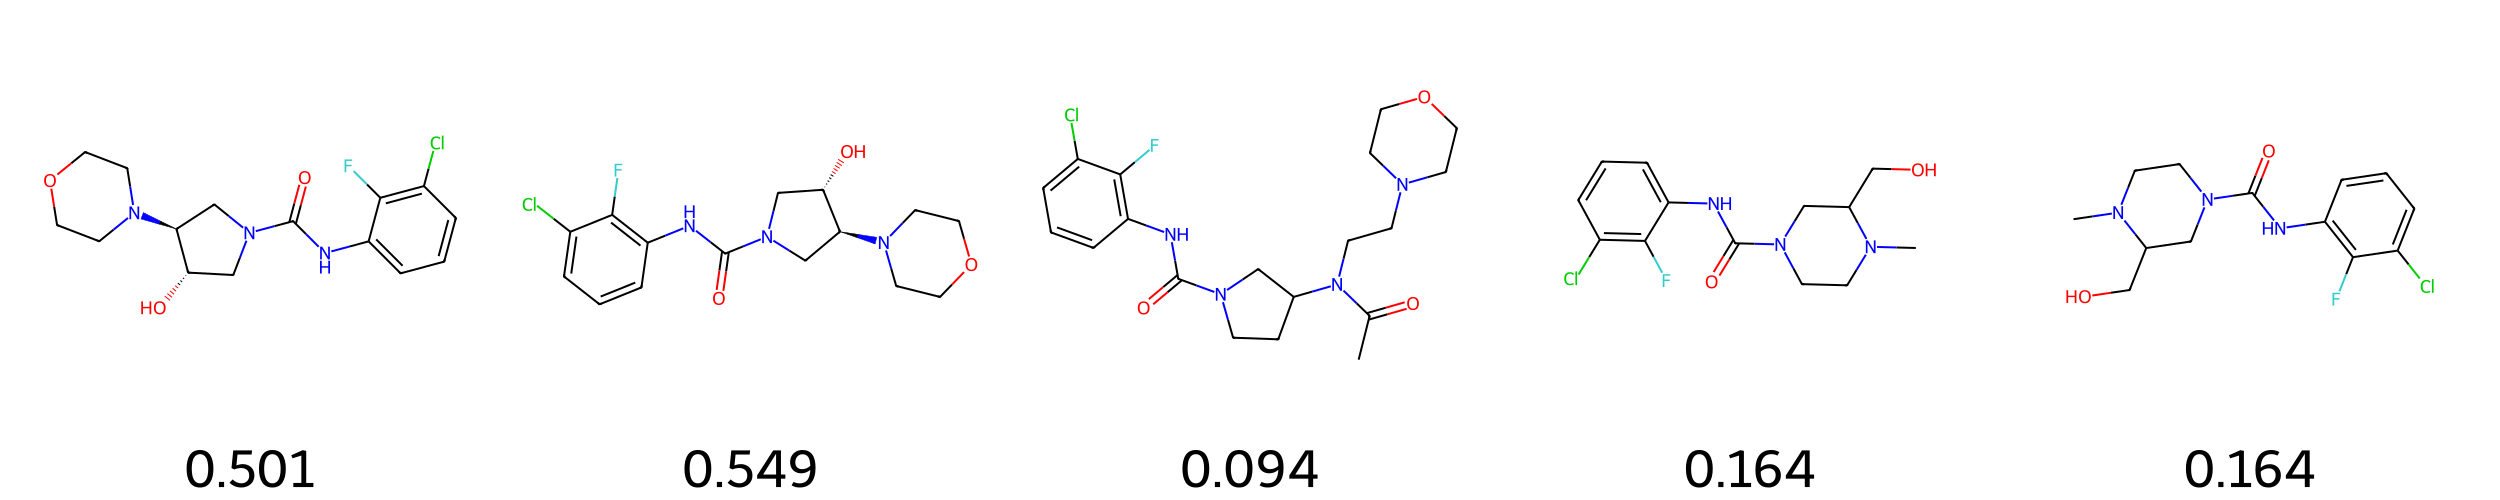 O N HO N O N H F Cl
Cl F H N O N OH N O
Cl F NH O N N O N O
Cl F NH O N N OH
N HO N O HN F Cl
0.501 0.549 0.094 0.164 0.164